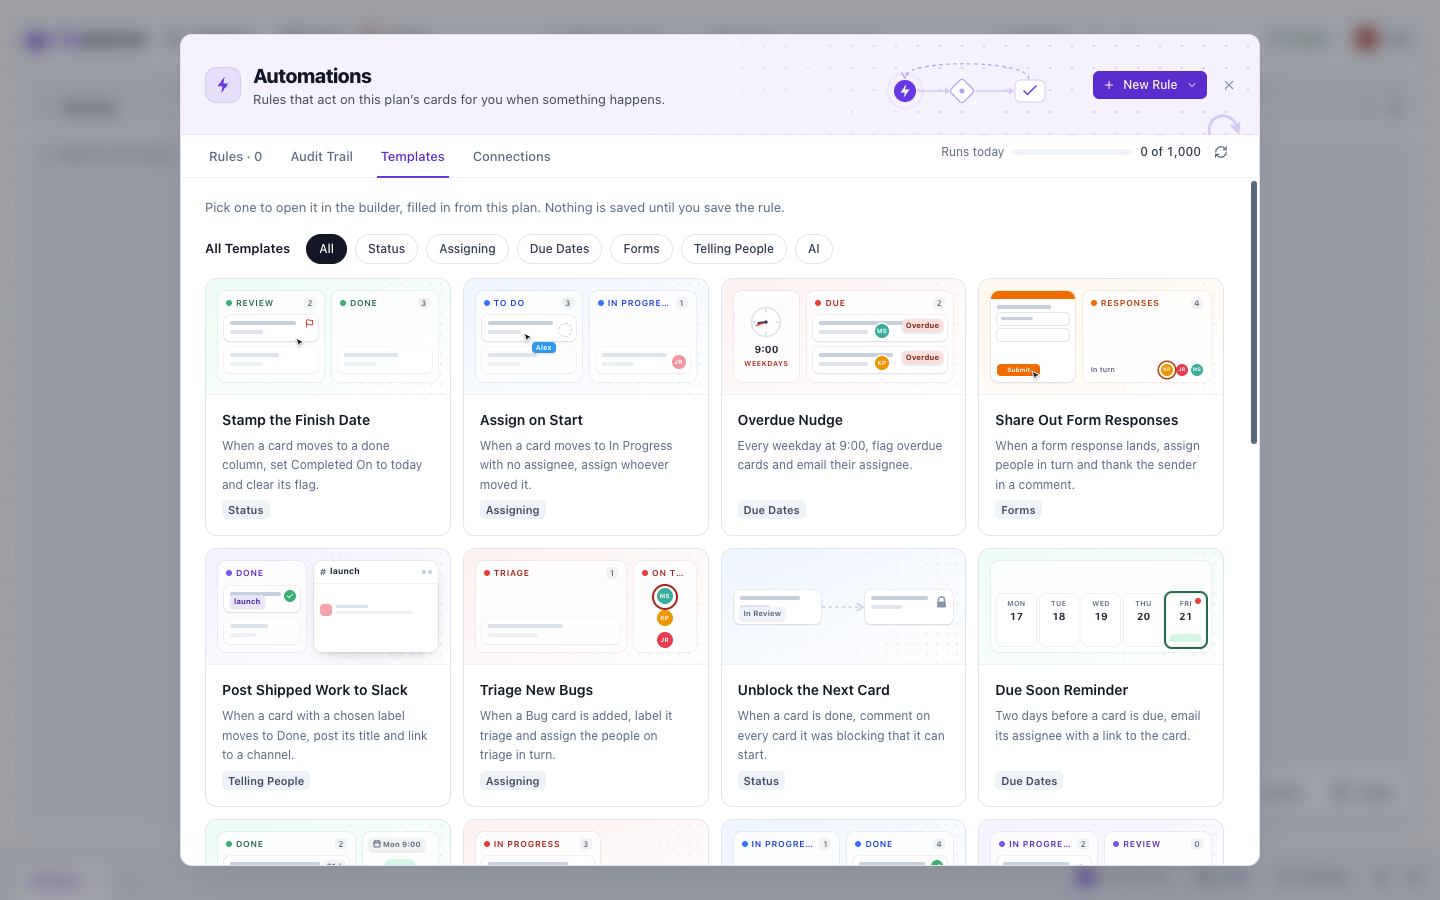 Automations
Rules that act on this plan's cards for you when something happens.
New Rule
Rules · 0
Audit Trail
Templates
Connections
Runs today
0 of 1,000
Pick one to open it in the builder, filled in from this plan. Nothing is saved until you save the rule.
All Templates
All
Status
Assigning
Due Dates
Forms
Telling People
AI
REVIEW
2
DONE
3
Stamp the Finish Date
When a card moves to a done
column, set Completed On to today
and clear its flag.
Status
TO DO
3
IN PROGRE...
1
Alex
JR
Assign on Start
When a card moves to In Progress
with no assignee, assign whoever
moved it.
Assigning
9:00
WEEKDAYS
DUE
2
MS
Overdue
KP
Overdue
Overdue Nudge
Every weekday at 9:00, flag overdue
cards and email their assignee.
Due Dates
Submit
RESPONSES
4
In turn
KP
JR
MS
Share Out Form Responses
When a form response lands, assign
people in turn and thank the sender
in a comment.
Forms
DONE
launch
# launch
Post Shipped Work to Slack
When a card with a chosen label
moves to Done, post its title and link
to a channel.
Telling People
TRIAGE
1
ON T...
MS
KP
JR
Triage New Bugs
When a Bug card is added, label it
triage and assign the people on
triage in turn.
Assigning
In Review
Unblock the Next Card
When a card is done, comment on
every card it was blocking that it can
start.
Status
MON
17
TUE
18
WED
19
THU
20
FRI
21
Due Soon Reminder
Two days before a card is due, email
its assignee with a link to the card.
Due Dates
DONE
2
Mon 9:00
IN PROGRESS
3
IN PROGRE...
1
DONE
4
IN PROGRE...
2
REVIEW
0